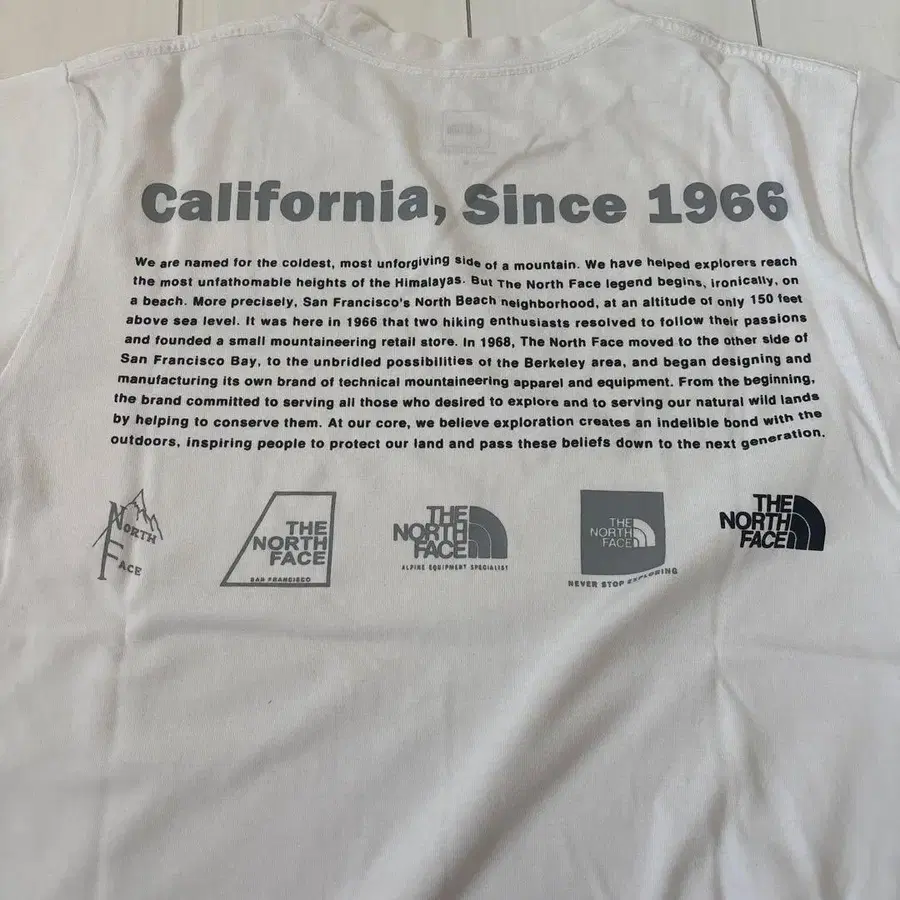 California, Since 1966
We are named for the coldest, most unforgiving side of a mountain. We have helped explorers reach
the most unfathomable heights of the Himalayas. But The North Face legend begins, ironically, on
a beach. More precisely, San Francisco's North Beach neighborhood, at an altitude of only 150 feet
above sea level. It was here in 1966 that two hiking enthusiasts resolved to follow their passions
and founded a small mountaineering retail store. In 1968, The North Face moved to the other side of
San Francisco Bay, to the unbridled possibilities of the Berkeley area, and began designing and
manufacturing its own brand of technical mountaineering apparel and equipment. From the beginning,
the brand committed to serving all those who desired to explore and to serving our natural wild lands
by helping to conserve them. At our core, we believe exploration creates an indelible bond with the
outdoors, inspiring people to protect our land and pass these beliefs down to the next generation.
North
Face
THE
NORTH
FACE
SAN FRANCISCO
THE
NORTH
FACE
ALPINE EQUIPMENT SPECIALIST
THE
NORTH
FACE
NEVER STOP EXPLORING
THE
NORTH
FACE